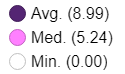 Avg. (8.99)
Med. (5.24)
Min. (0.00)